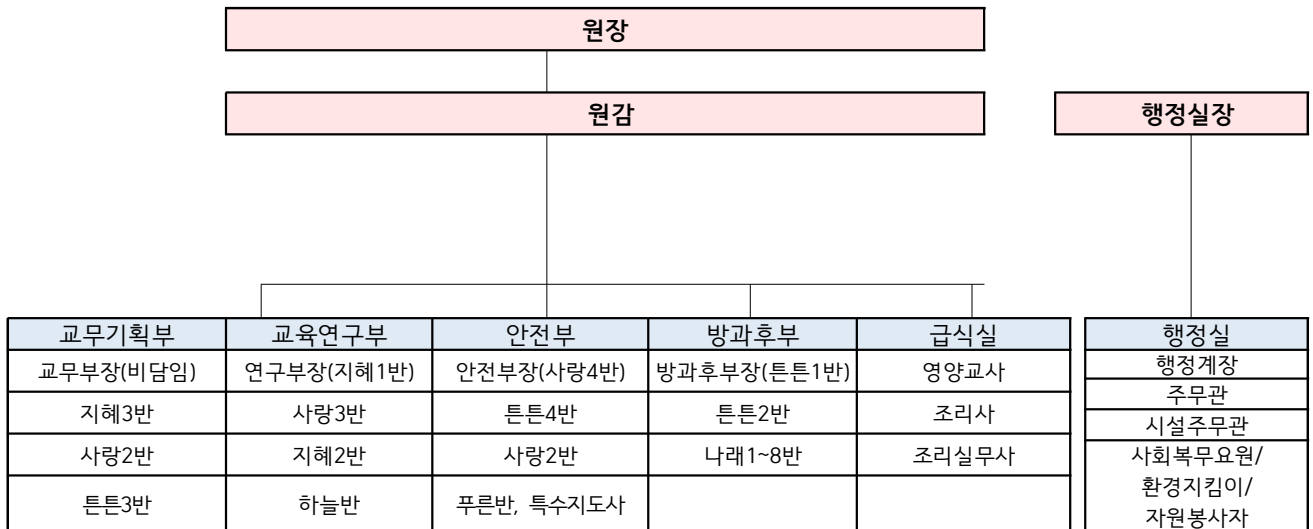 원장
원감
행정실장
교무기획부 교육연구부 안전부 방과후부 급식실 행정실
교무부장(비담임) 연구부장(지혜1반) 안전부장(사랑4반) 방과후부장(튼튼1반) 영양교사 행정계장
주무관
지혜3반 사랑3반 튼튼4반 튼튼2반 조리사
시설주무관
사랑2반 지혜2반 사랑2반 나래1~8반 조리실무사
사회복무요원/
환경지킴이/
자원봉사자
튼튼3반 하늘반 푸른반, 특수지도사